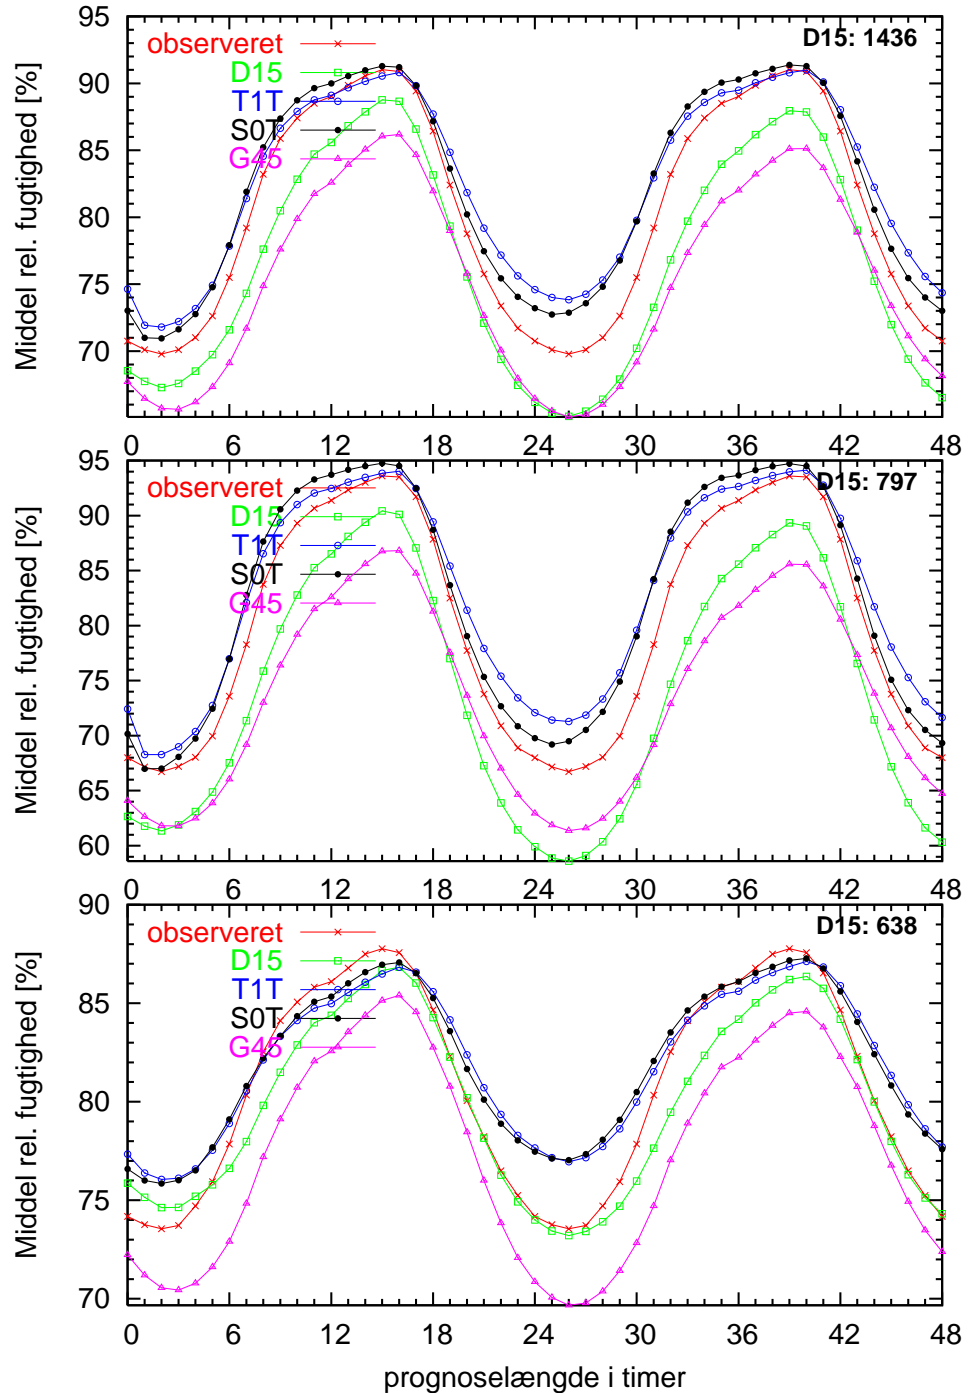 95
90
85
80
75
70
Middel rel. fugtighed [%]
observeret
D15
T1T
S0T
G45
D15: 1436
0 6 12 18 24 30 36 42 48
95
90
85
80
75
70
65
60
Middel rel. fugtighed [%]
observeret
D15
T1T
S0T
G45
D15: 797
0 6 12 18 24 30 36 42 48
90
85
80
75
70
Middel rel. fugtighed [%]
observeret
D15
T1T
S0T
G45
D15: 638
0 6 12 18 24 30 36 42 48
prognoselængde i timer